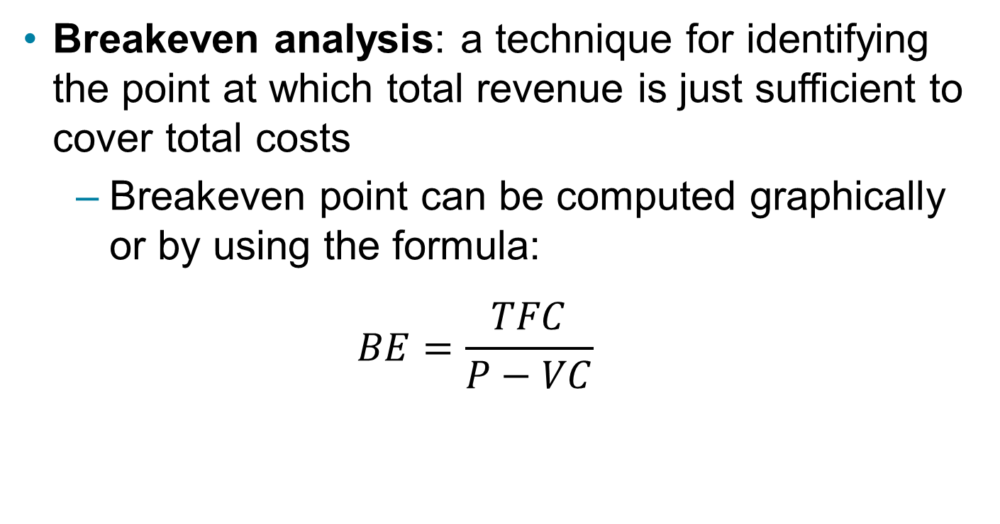 • Breakeven analysis: a technique for identifying
the point at which total revenue is just sufficient to
cover total costs
– Breakeven point can be computed graphically
or by using the formula:
BE = TFC / (P − VC)